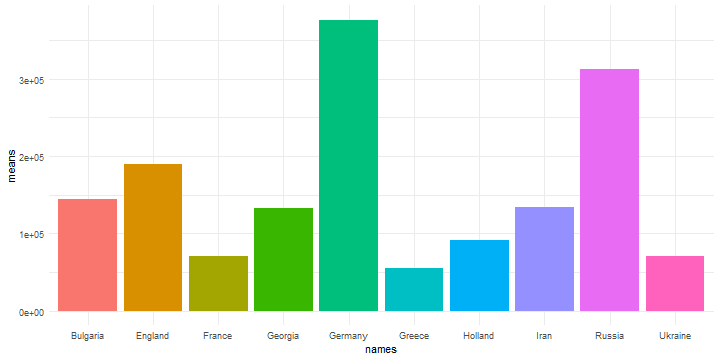 means
3e+05
2e+05
1e+05
0e+00
Bulgaria England France Georgia Germany Greece Holland Iran Russia Ukraine
names